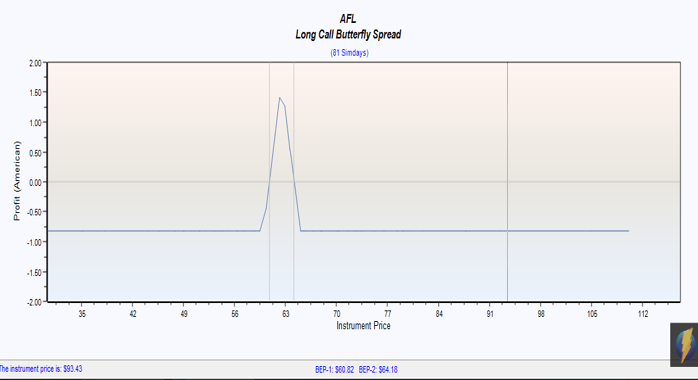 AFL
Long Call Butterfly Spread
(81 Simdays)
2.00
1.50
1.00
0.50
0.00
-0.50
-1.00
-1.50
-2.00
Profit (American)
35 42 49 56 63 70 77 84 91 98 105 112
Instrument Price
The instrument price is: $93.43 BEP-1: $60.82 BEP-2: $64.18